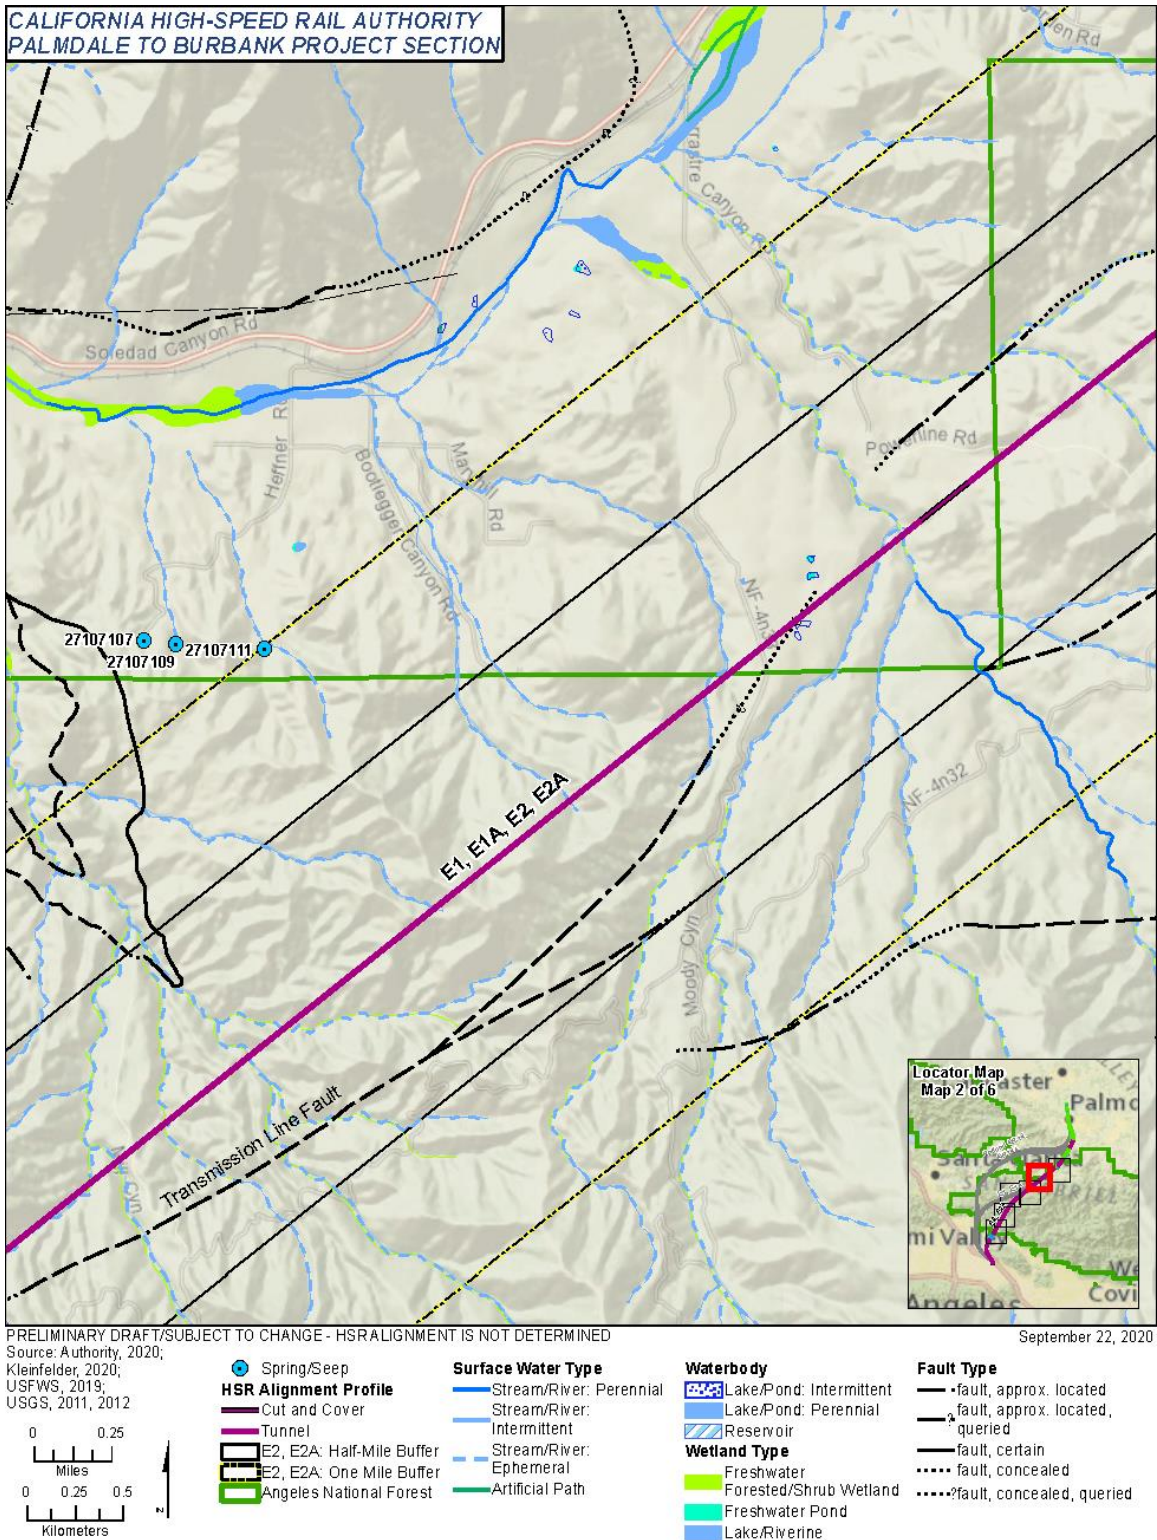 CALIFORNIA HIGH-SPEED RAIL AUTHORITY
PALMDALE TO BURBANK PROJECT SECTION
Soledad Canyon Rd
Heffner Rd
Bootlegger Canyon Rd
Powerline Rd
27107107
27107109
27107111
NF-4n32
E1, E1A, E2, E2A
Moody Cyn
Transmission Line Fault
Locator Map
Map 2 of 6
Angeles
PRELIMINARY DRAFT/SUBJECT TO CHANGE - HSR ALIGNMENT IS NOT DETERMINED
September 22, 2020
Source: Authority, 2020;
Kleinfelder, 2020;
USFWS, 2019;
USGS, 2011, 2012
0 0.25
Miles
0 0.25 0.5
Kilometers
N
Spring/Seep
HSR Alignment Profile
Cut and Cover
Tunnel
E2, E2A: Half-Mile Buffer
E2, E2A: One Mile Buffer
Angeles National Forest
Surface Water Type
Stream/River: Perennial
Stream/River:
Intermittent
Stream/River:
Ephemeral
Artificial Path
Waterbody
Lake/Pond: Intermittent
Lake/Pond: Perennial
Reservoir
Wetland Type
Freshwater
Forested/Shrub Wetland
Freshwater Pond
Lake/Riverine
Fault Type
fault, approx. located
? fault, approx. located,
queried
fault, certain
fault, concealed
? fault, concealed, queried